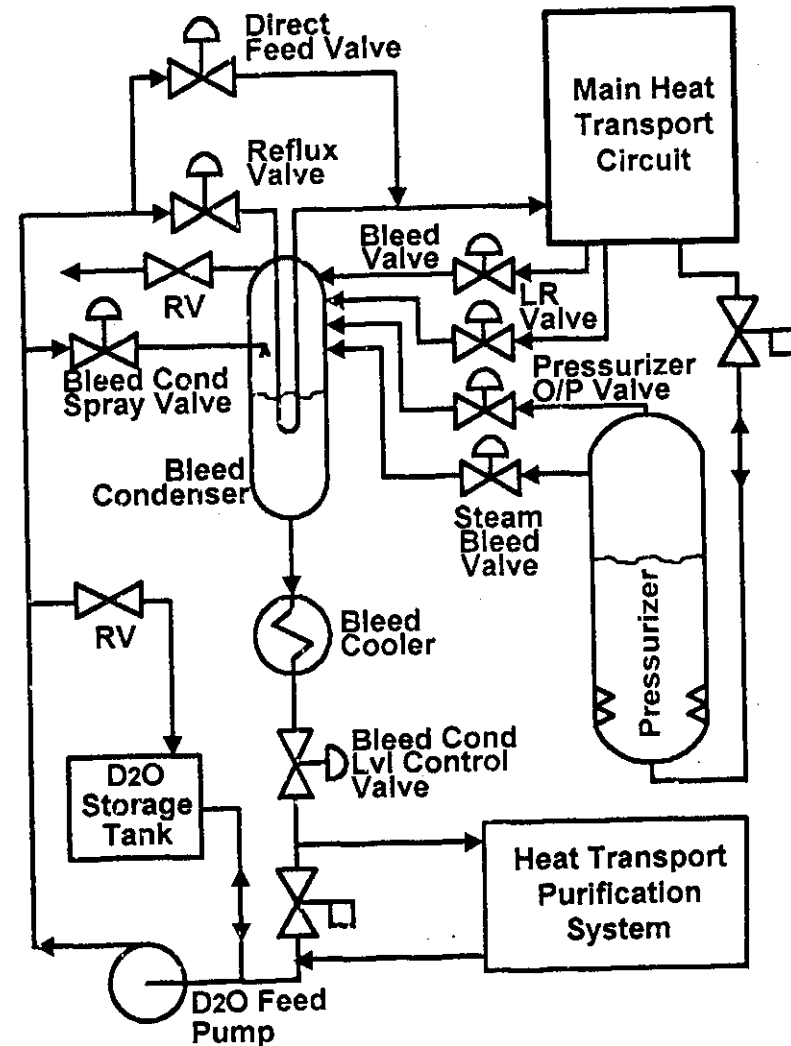 Direct
Feed Valve
Main Heat
Transport
Circuit
Reflux
Valve
Bleed
Valve
RV
LR
Valve
Pressurizer
O/P Valve
Bleed Cond
Spray Valve
Bleed
Condenser
Steam
Bleed
Valve
Pressurizer
RV
Bleed
Cooler
Bleed Cond
Lvl Control
Valve
D2O
Storage
Tank
Heat Transport
Purification
System
D2O Feed
Pump